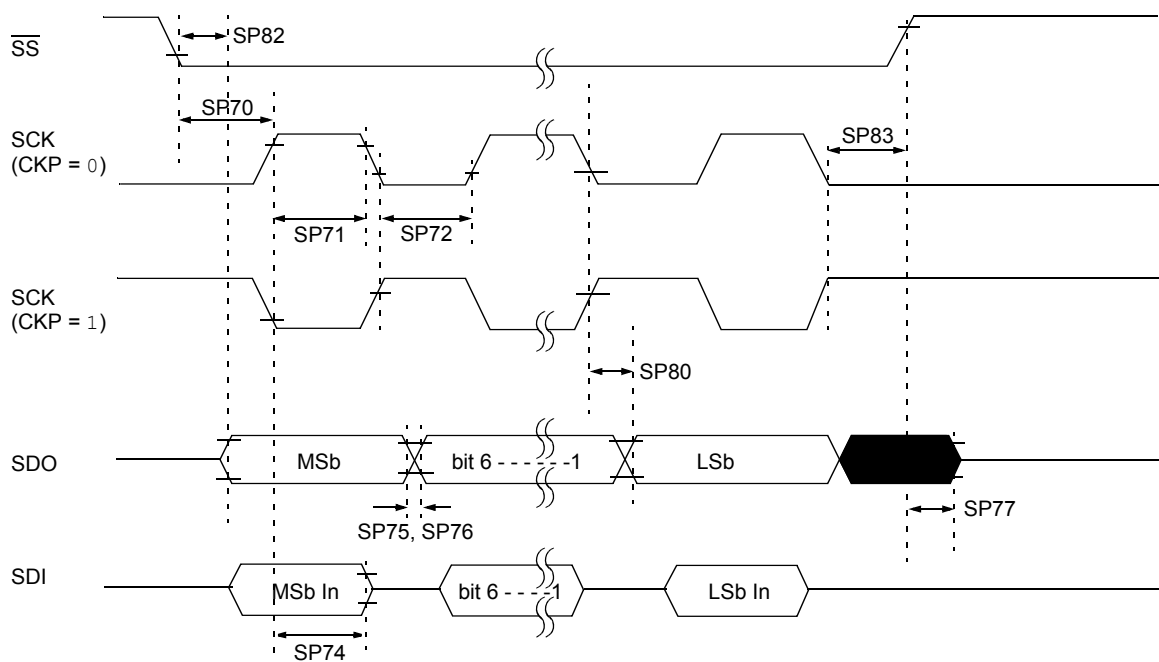 SS
SP82
SP70
SCK
(CKP = 0)
SP83
SP71
SP72
SCK
(CKP = 1)
SP80
SDO
MSb
bit 6 - - - - - -1
LSb
SP75, SP76
SP77
SDI
MSb In
bit 6 - - - - -1
LSb In
SP74